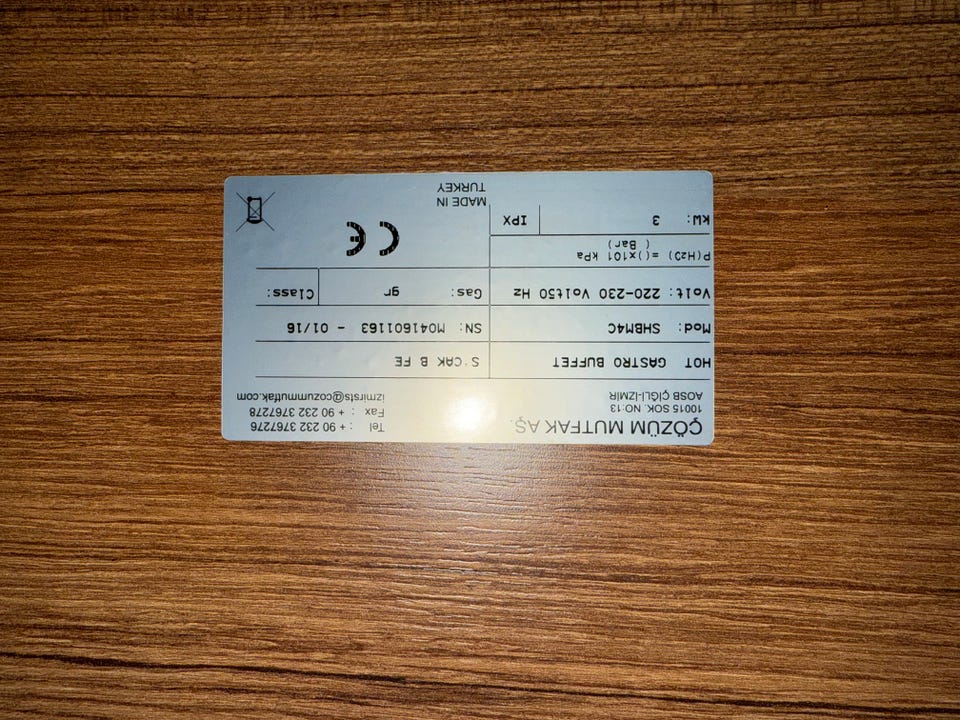 ÇÖZÜM MUTFAK AŞ.
10015 SOK. NO:13
AOSB ÇİĞLİ-İZMİR
Tel : + 90 232 3767276
Fax : + 90 232 3767278
izmirsts@cozummutfak.com
HOT GASTRO BUFFET S'CAK B FE
Mod: SHBM4C SN: M041601163 - 01/16
Volt: 220-230 Volt50 Hz Gas: gr Class:
P(H2O) =()x101 kPa
( Bar)
kW: 3 IPX
MADE IN
TURKEY
CE